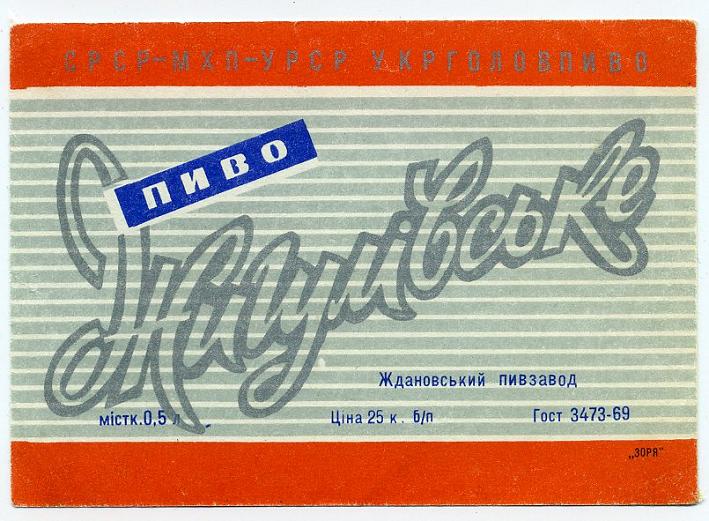 СРСР-МХП-УРСР УКРГОЛОВПИВО
ПИВО
Жигулівське
Ждановський пивзавод
містк. 0,5 л
Ціна 25 к. б/п
Гост 3473-69
„ЗОРЯ"